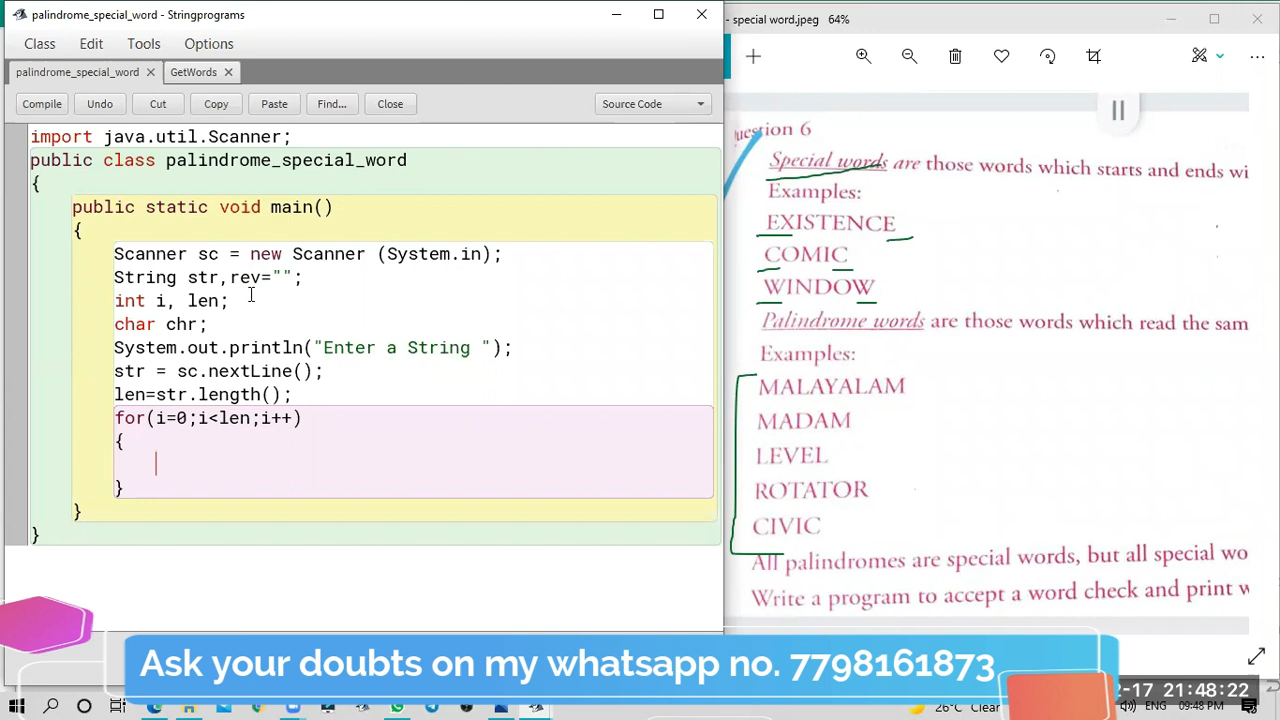 palindrome_special_word - Stringprograms
Class Edit Tools Options
palindrome_special_word GetWords
Compile Undo Cut Copy Paste Find... Close Source Code
import java.util.Scanner;
public class palindrome_special_word
{
public static void main()
{
Scanner sc = new Scanner (System.in);
String str,rev="";
int i, len;
char chr;
System.out.println("Enter a String ");
str = sc.nextLine();
len=str.length();
for(i=0;i<len;i++)
{
}
}
}
- special word.jpeg 64%
uestion 6
Special words are those words which starts and ends wi
Examples:
EXISTENCE
COMIC
WINDOW
Palindrome words are those words which read the sam
Examples:
MALAYALAM
MADAM
LEVEL
ROTATOR
CIVIC
All palindromes are special words, but all special wo
Write a program to accept a word check and print w
Ask your doubts on my whatsapp no. 7798161873
-17 21:48:22
26°C Clear ENG 09:48 PM